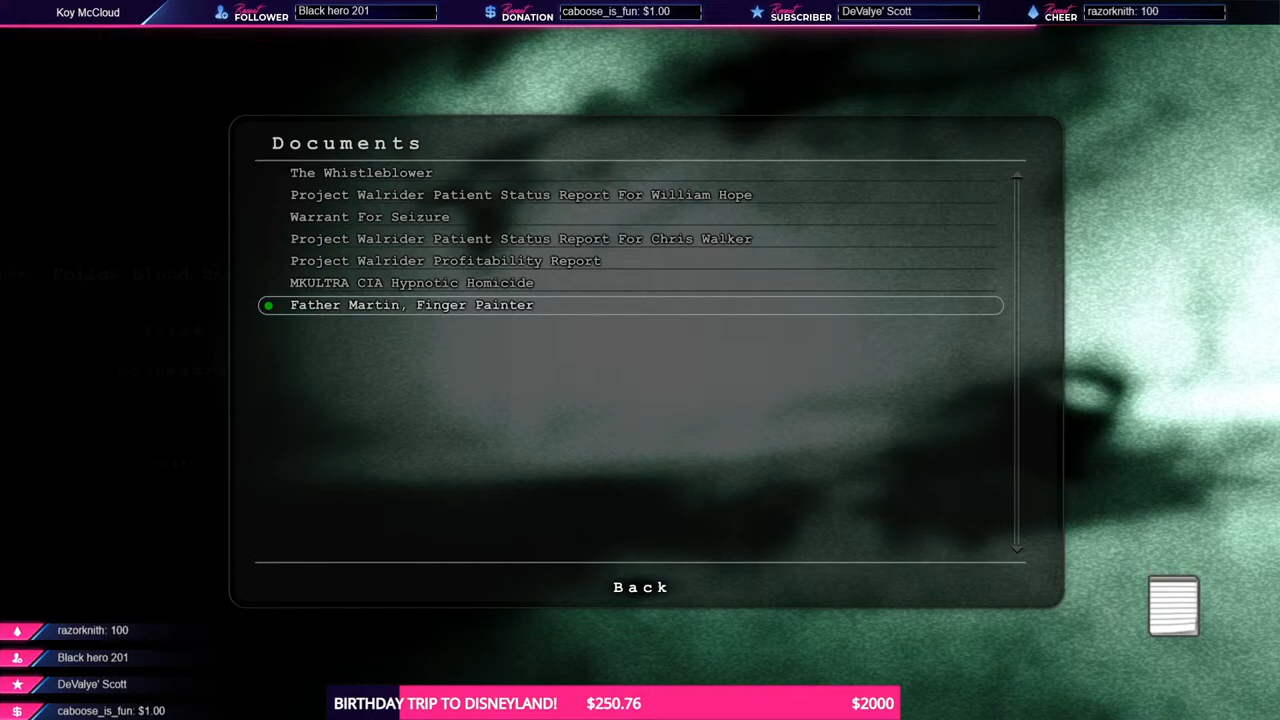 Koy McCloud
Recent FOLLOWER
Black hero 201
Recent DONATION
caboose_is_fun: $1.00
Recent SUBSCRIBER
DeValye' Scott
Recent CHEER
razorknith: 100
Documents
The Whistleblower
Project Walrider Patient Status Report For William Hope
Warrant For Seizure
Project Walrider Patient Status Report For Chris Walker
Project Walrider Profitability Report
MKULTRA CIA Hypnotic Homicide
Father Martin, Finger Painter
Back
razorknith: 100
Black hero 201
DeValye' Scott
caboose_is_fun: $1.00
BIRTHDAY TRIP TO DISNEYLAND! $250.76 $2000